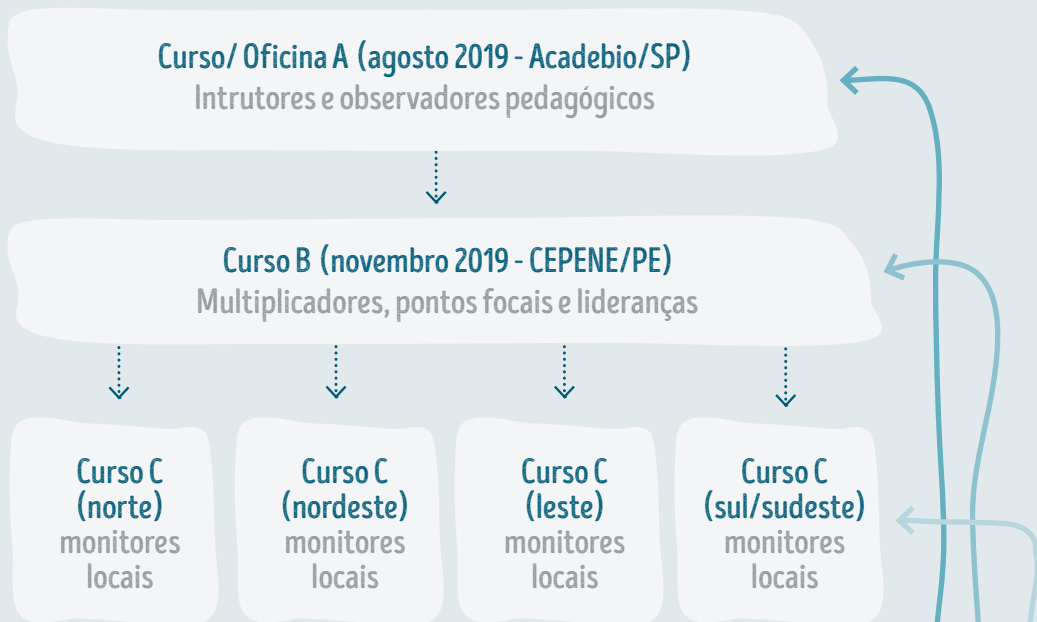 Curso/ Oficina A (agosto 2019 - Acadebio/SP)
Intrutores e observadores pedagógicos
Curso B (novembro 2019 - CEPENE/PE)
Multiplicadores, pontos focais e lideranças
Curso C
(norte)
monitores
locais
Curso C
(nordeste)
monitores
locais
Curso C
(leste)
monitores
locais
Curso C
(sul/sudeste)
monitores
locais